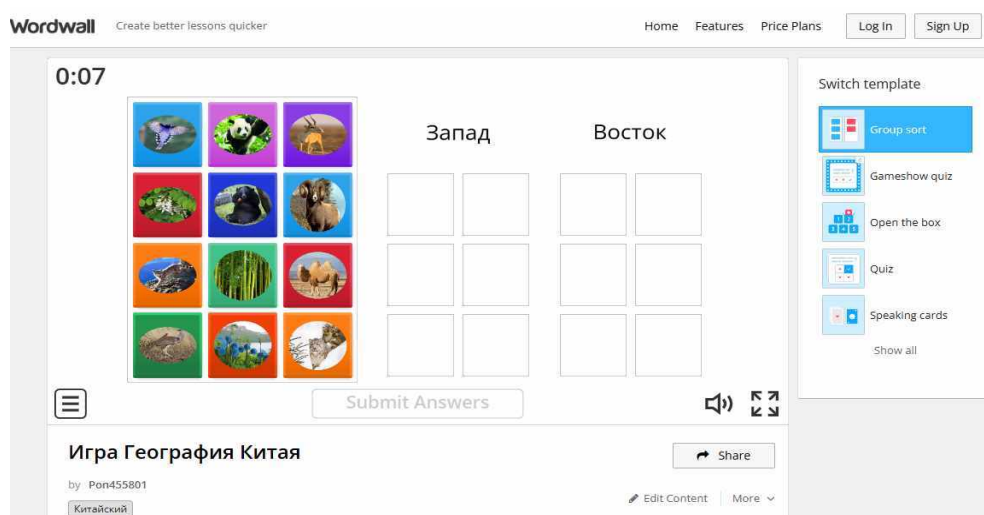 Wordwall Create better lessons quicker Home Features Price Plans Log In Sign Up
0:07
Запад Восток
Switch template
Group sort
Gameshow quiz
Open the box
Quiz
Speaking cards
Show all
Submit Answers
Игра География Китая
Share
by Pon455801
Edit Content More
Китайский